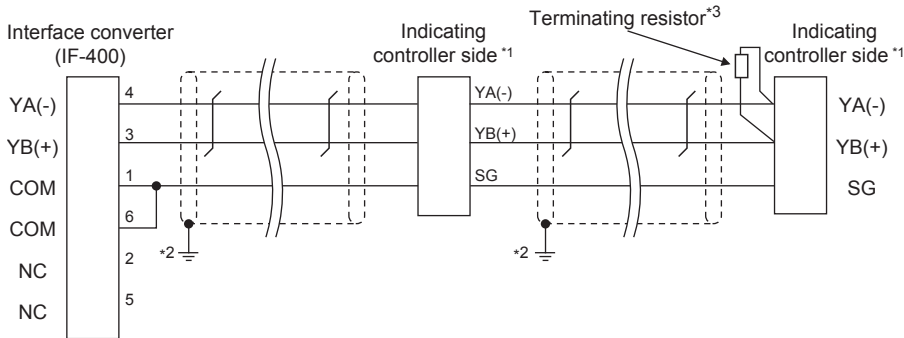 Interface converter
(IF-400)
Indicating
controller side *1
Terminating resistor*3
Indicating
controller side *1
YA(-)
4
YA(-)
YA(-)
YB(+)
3
YB(+)
YB(+)
COM
1
SG
SG
COM
6
*2
*2
NC
2
NC
5